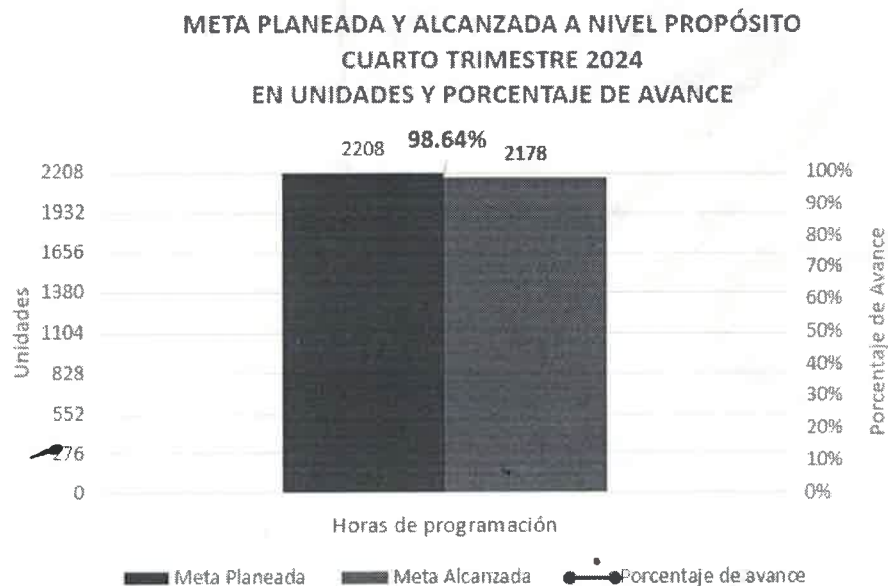 META PLANEADA Y ALCANZADA A NIVEL PROPÓSITO
CUARTO TRIMESTRE 2024
EN UNIDADES Y PORCENTAJE DE AVANCE
2208 98.64% 2178
2208
1932
1656
1380
1104
828
552
276
0
Unidades
100%
90%
80%
70%
60%
50%
40%
30%
20%
10%
0%
Porcentaje de Avance
Horas de programación
Meta Planeada Meta Alcanzada Porcentaje de avance